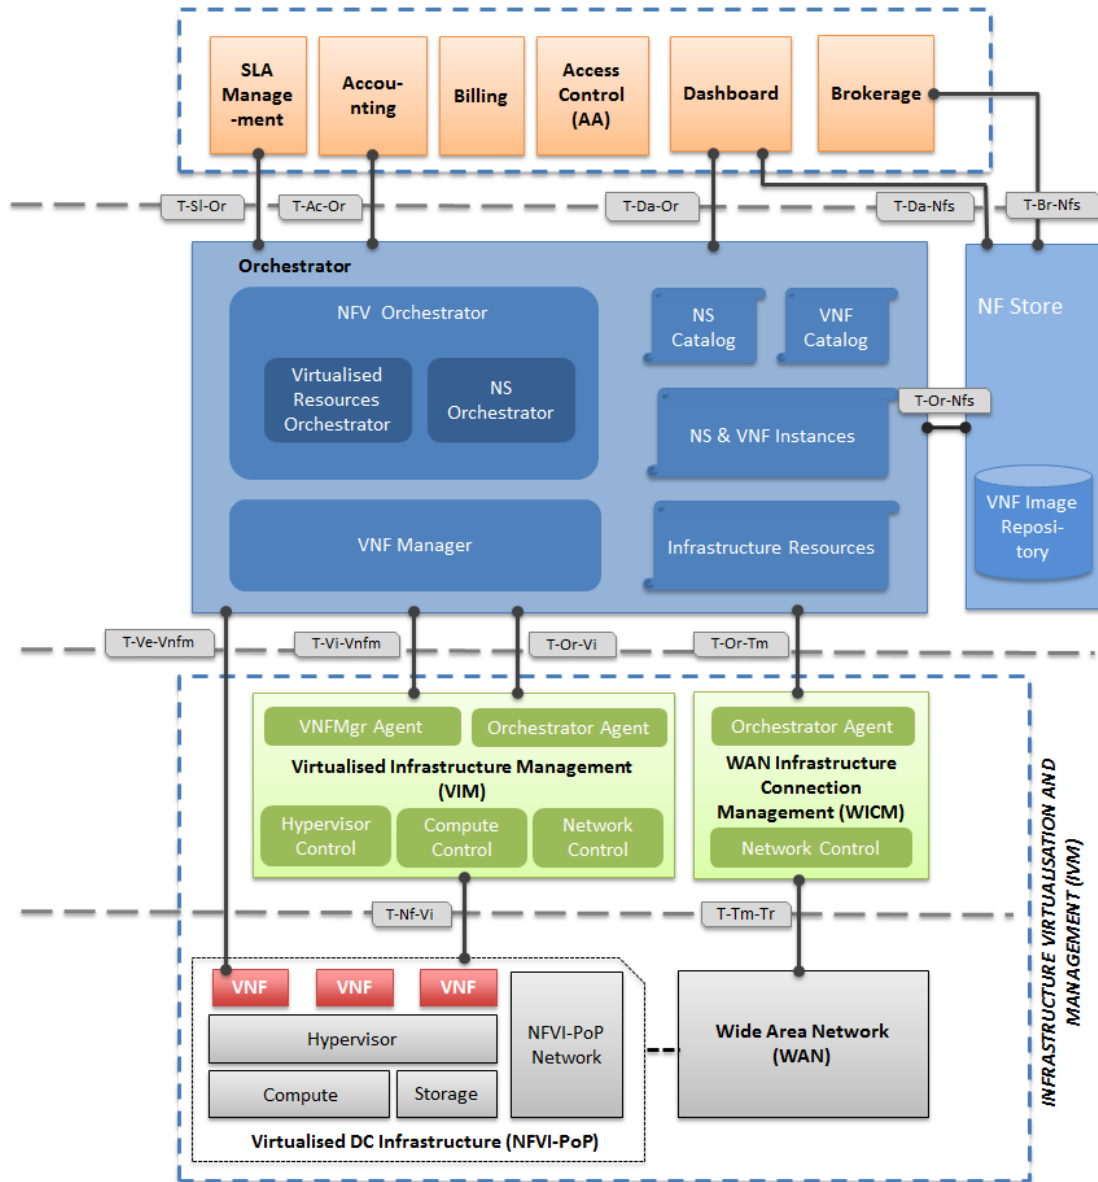 SLA
Manage
-ment
Accou-
nting
Billing
Access
Control
(AA)
Dashboard
Brokerage
T-Sl-Or
T-Ac-Or
T-Da-Or
T-Da-Nfs
T-Br-Nfs
Orchestrator
NFV Orchestrator
Virtualised
Resources
Orchestrator
NS
Orchestrator
NS
Catalog
VNF
Catalog
NS & VNF Instances
VNF Manager
Infrastructure Resources
T-Or-Nfs
NF Store
VNF Image
Reposi-
tory
T-Ve-Vnfm
T-Vi-Vnfm
T-Or-Vi
T-Or-Tm
VNFMgr Agent
Orchestrator Agent
Virtualised Infrastructure Management
(VIM)
Hypervisor
Control
Compute
Control
Network
Control
Orchestrator Agent
WAN Infrastructure
Connection
Management (WICM)
Network Control
T-Nf-Vi
T-Tm-Tr
VNF
VNF
VNF
Hypervisor
Compute
Storage
NFVI-PoP
Network
Virtualised DC Infrastructure (NFVI-PoP)
Wide Area Network
(WAN)
INFRASTRUCTURE VIRTUALISATION AND
MANAGEMENT (IVM)